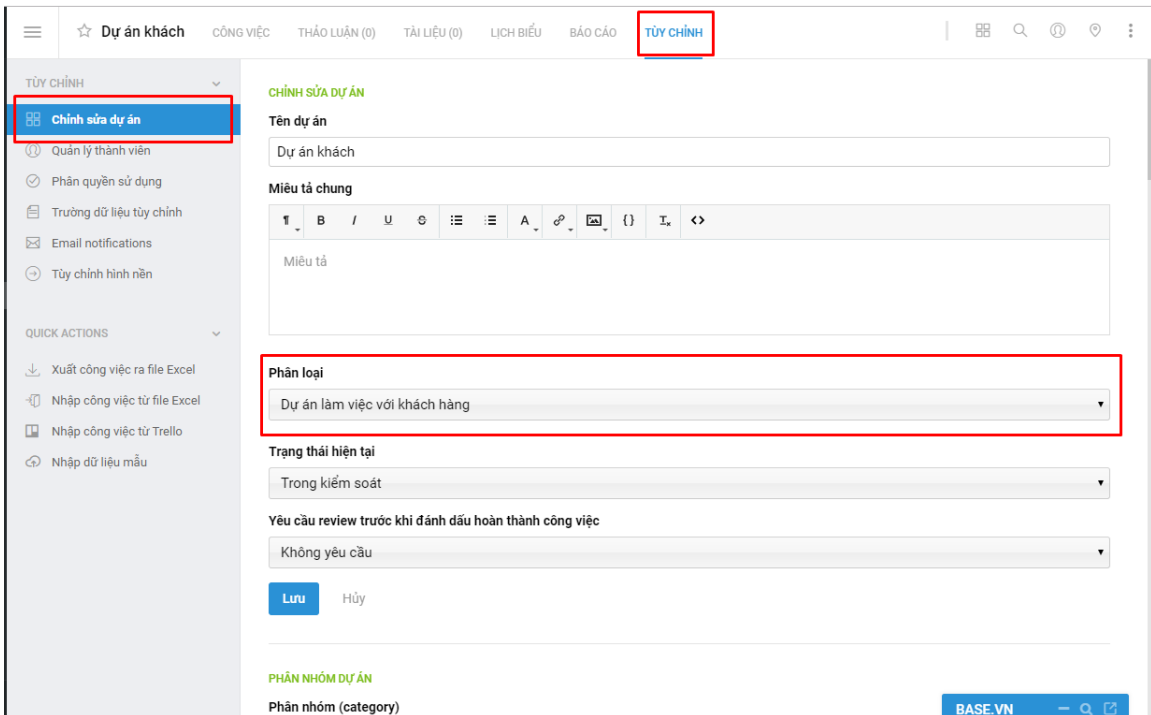 Dự án khách CÔNG VIỆC THẢO LUẬN (0) TÀI LIỆU (0) LỊCH BIỂU BÁO CÁO TÙY CHỈNH
TÙY CHỈNH
Chỉnh sửa dự án
Quản lý thành viên
Phân quyền sử dụng
Trường dữ liệu tùy chỉnh
Email notifications
Tùy chỉnh hình nền
QUICK ACTIONS
Xuất công việc ra file Excel
Nhập công việc từ file Excel
Nhập công việc từ Trello
Nhập dữ liệu mẫu
CHỈNH SỬA DỰ ÁN
Tên dự án
Dự án khách
Miêu tả chung
¶ B I U S A {} Tx <>
Miêu tả
Phân loại
Dự án làm việc với khách hàng
Trạng thái hiện tại
Trong kiểm soát
Yêu cầu review trước khi đánh dấu hoàn thành công việc
Không yêu cầu
Lưu Hủy
PHÂN NHÓM DỰ ÁN
Phân nhóm (category)
BASE.VN